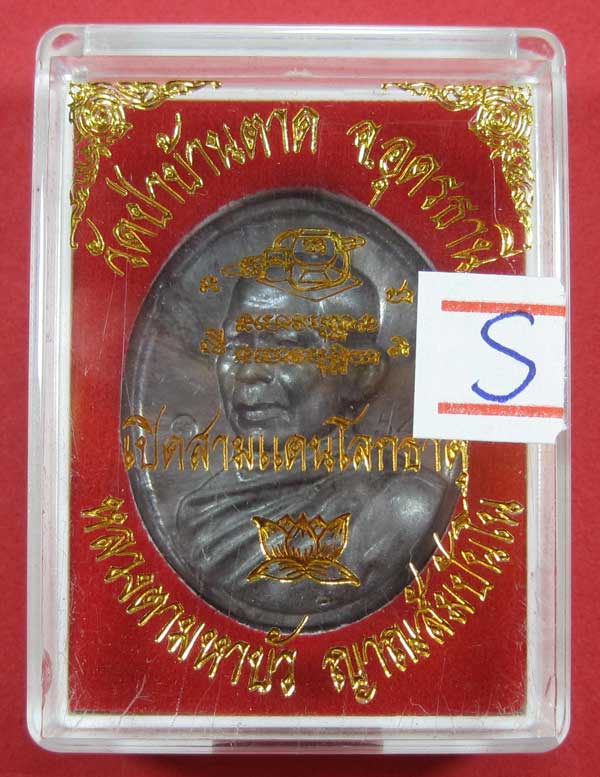 วัดป่าบ้านตาด จ.อุดรธานี
S
เปิดสามแดนโลกธาตุ
หลวงตามหาบัว ญาณสัมปันโน